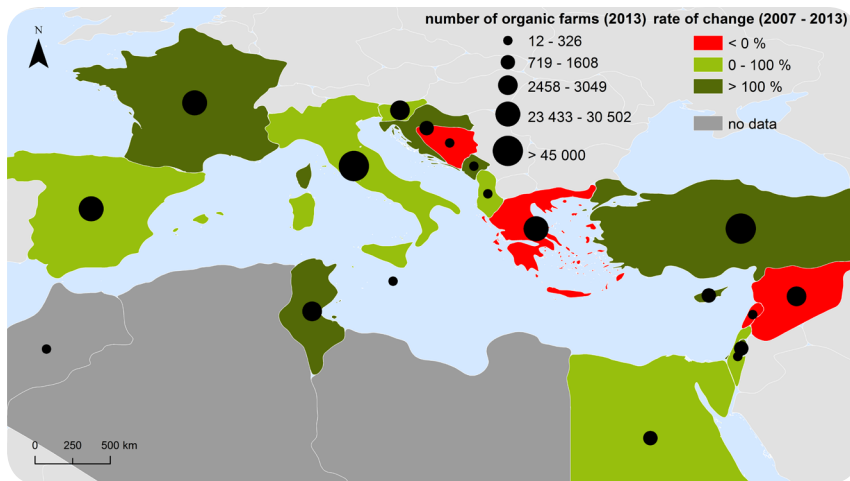 number of organic farms (2013) rate of change (2007 - 2013)
N
12 - 326
< 0 %
719 - 1608
0 - 100 %
2458 - 3049
> 100 %
23 433 - 30 502
no data
> 45 000
0 250 500 km